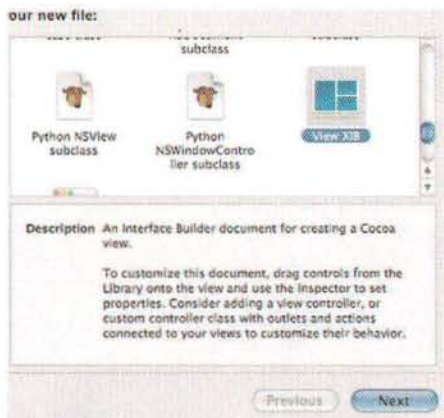 our new file:
subclass
Python NSView
subclass
Python
NSWindowContro
ller subclass
View XIB
Description An Interface Builder document for creating a Cocoa
view.
To customize this document, drag controls from the
Library onto the view and use the Inspector to set
properties. Consider adding a view controller, or
custom controller class with outlets and actions
connected to your views to customize their behavior.
Previous
Next